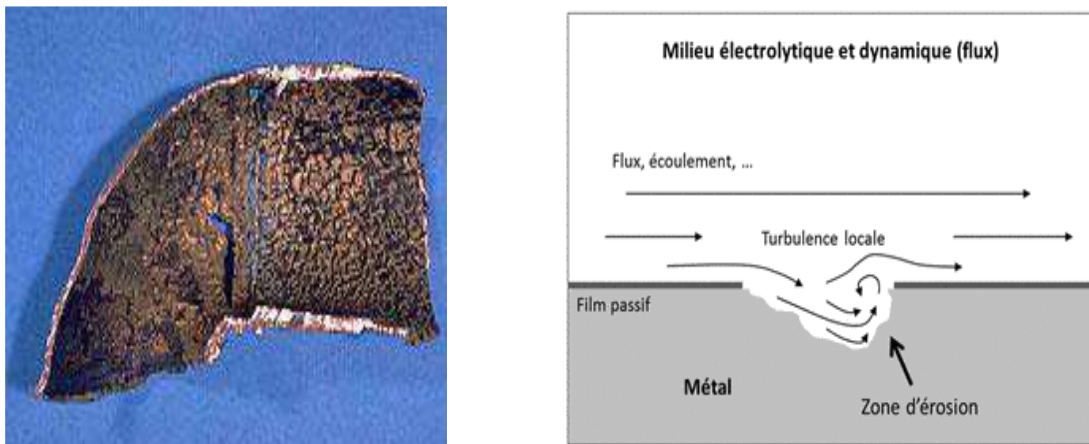 Milieu électrolytique et dynamique (flux)
Flux, écoulement, ...
Turbulence locale
Film passif
Métal
Zone d'érosion